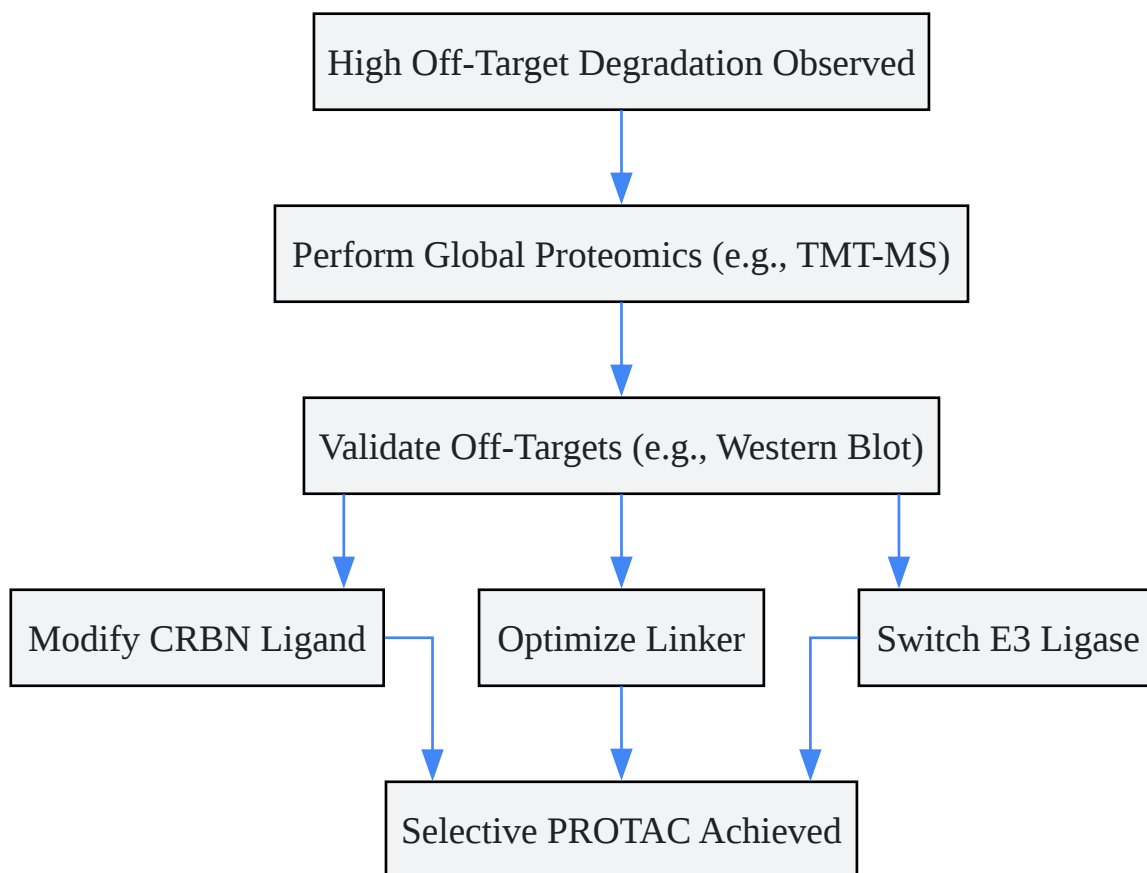 High Off-Target Degradation Observed
Perform Global Proteomics (e.g., TMT-MS)
Validate Off-Targets (e.g., Western Blot)
Modify CRBN Ligand
Optimize Linker
Switch E3 Ligase
Selective PROTAC Achieved